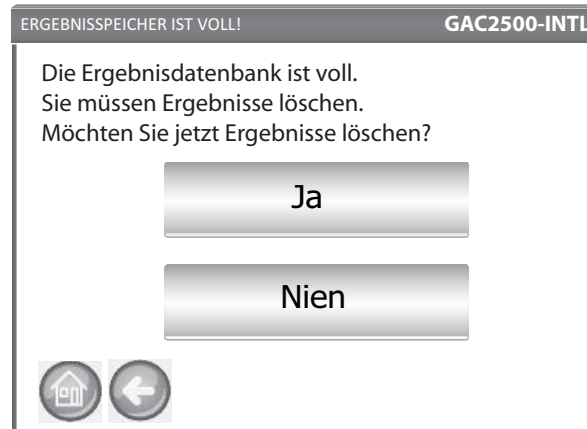 ERGEBNISSPEICHER IST VOLL! GAC2500-INTL
Die Ergebnisdatenbank ist voll.
Sie müssen Ergebnisse löschen.
Möchten Sie jetzt Ergebnisse löschen?
Ja
Nien